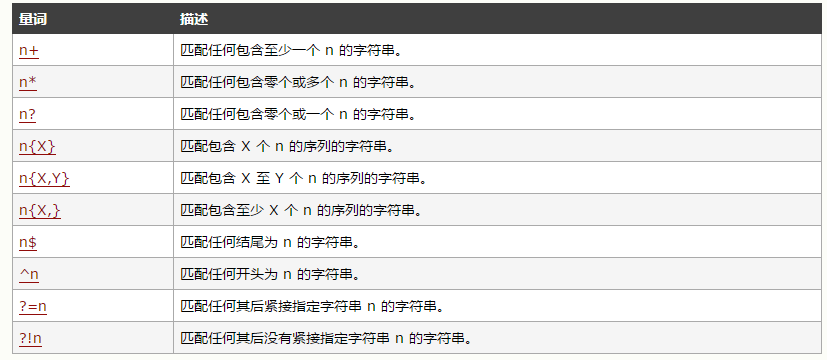 量词 描述
n+ 匹配任何包含至少一个 n 的字符串。
n* 匹配任何包含零个或多个 n 的字符串。
n? 匹配任何包含零个或一个 n 的字符串。
n{X} 匹配包含 X 个 n 的序列的字符串。
n{X,Y} 匹配包含 X 至 Y 个 n 的序列的字符串。
n{X,} 匹配包含至少 X 个 n 的序列的字符串。
n$ 匹配任何结尾为 n 的字符串。
^n 匹配任何开头为 n 的字符串。
?=n 匹配任何其后紧接指定字符串 n 的字符串。
?!n 匹配任何其后没有紧接指定字符串 n 的字符串。